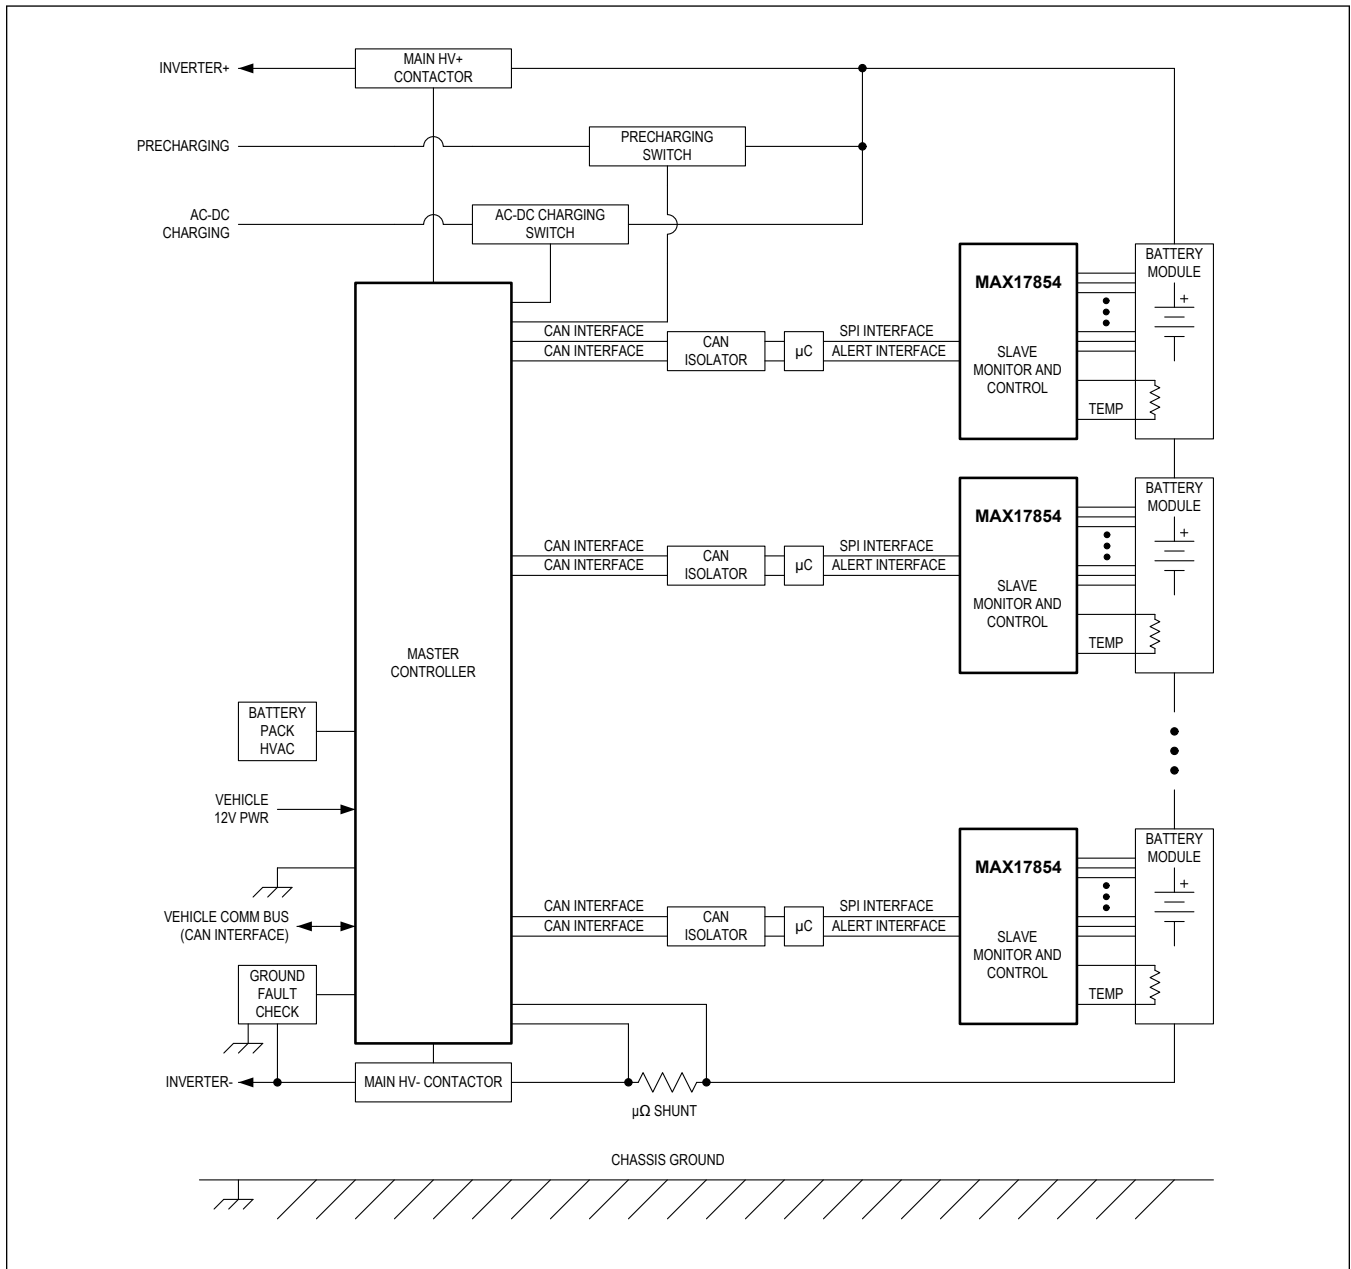 INVERTER+
MAIN HV+
CONTACTOR
PRECHARGING
PRECHARGING
SWITCH
AC-DC
CHARGING
AC-DC CHARGING
SWITCH
MAX17854
SLAVE
MONITOR AND
CONTROL
TEMP
BATTERY
MODULE
+
CAN INTERFACE
CAN INTERFACE
CAN
ISOLATOR
µC
SPI INTERFACE
ALERT INTERFACE
MAX17854
SLAVE
MONITOR AND
CONTROL
TEMP
BATTERY
MODULE
+
CAN INTERFACE
CAN INTERFACE
CAN
ISOLATOR
µC
SPI INTERFACE
ALERT INTERFACE
MASTER
CONTROLLER
BATTERY
PACK
HVAC
VEHICLE
12V PWR
VEHICLE COMM BUS
(CAN INTERFACE)
GROUND
FAULT
CHECK
CAN INTERFACE
CAN INTERFACE
CAN
ISOLATOR
µC
SPI INTERFACE
ALERT INTERFACE
MAX17854
SLAVE
MONITOR AND
CONTROL
TEMP
BATTERY
MODULE
+
INVERTER-
MAIN HV- CONTACTOR
µΩ SHUNT
CHASSIS GROUND